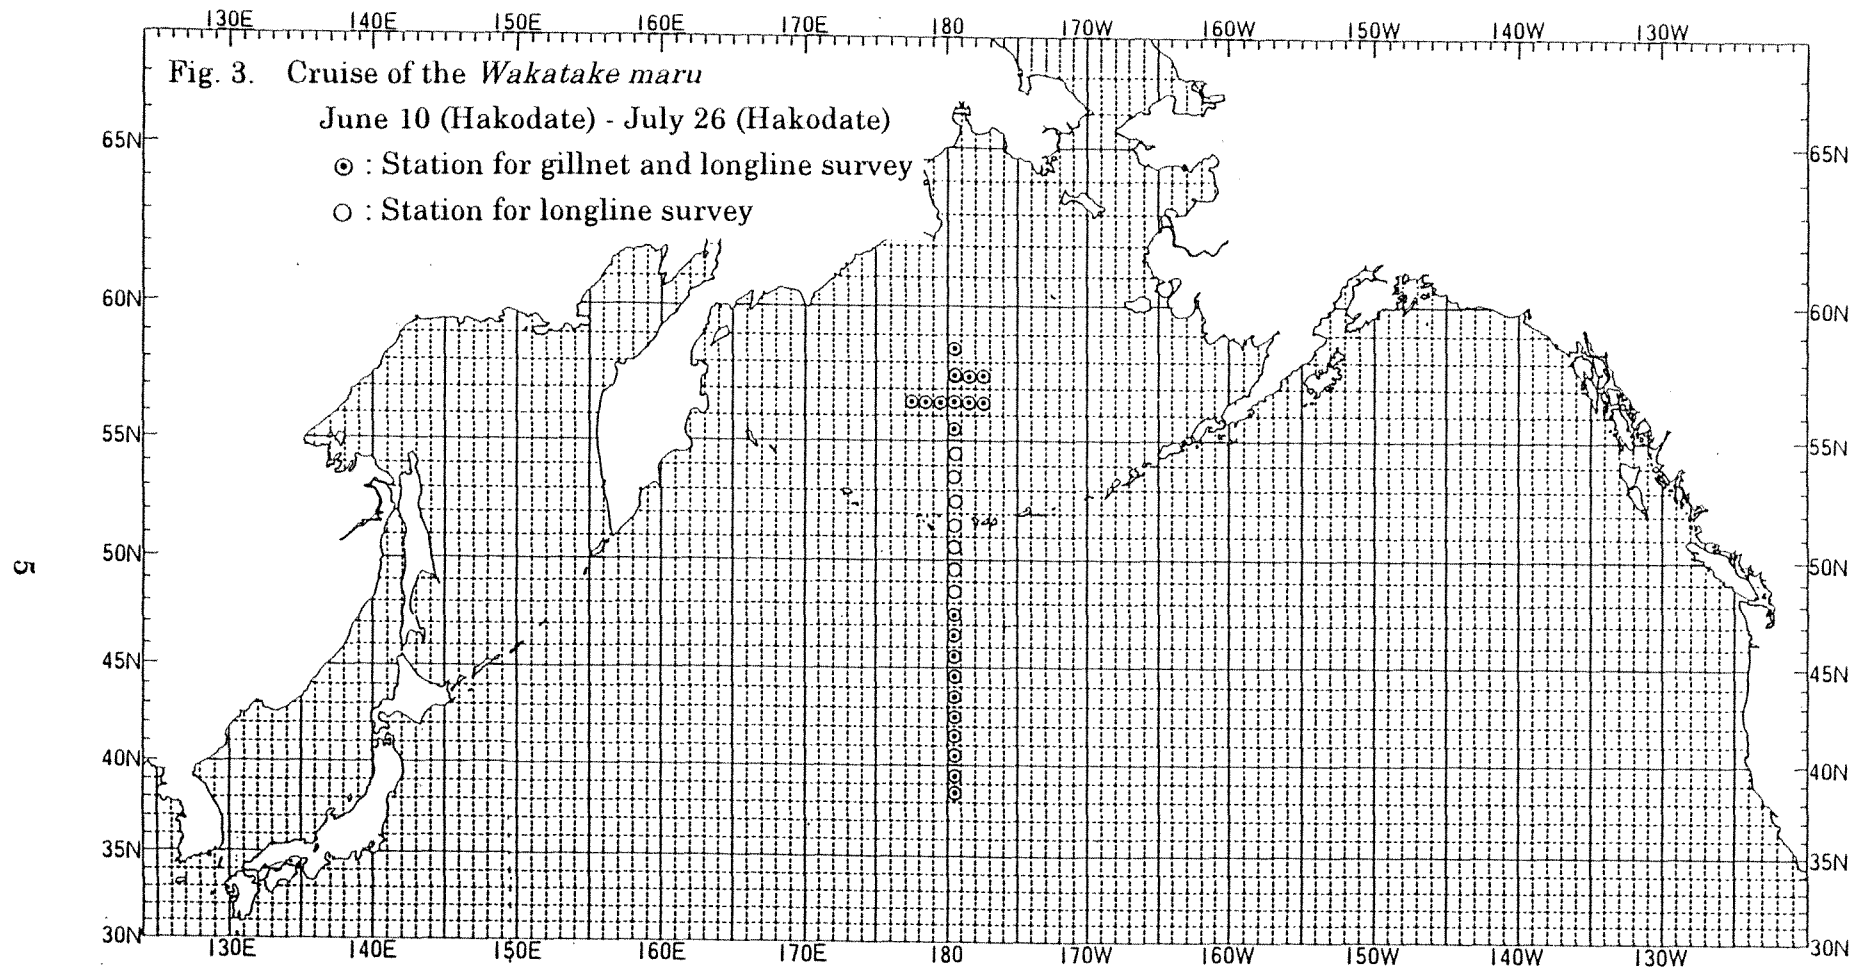 130E 140E 150E 160E 170E 180 170W 160W 150W 140W 130W
Fig. 3. Cruise of the Wakatake maru
June 10 (Hakodate) - July 26 (Hakodate)
⊙ : Station for gillnet and longline survey
○ : Station for longline survey
65N 65N
60N 60N
55N 55N
50N 50N
45N 45N
40N 40N
35N 35N
30N 30N
130E 140E 150E 160E 170E 180 170W 160W 150W 140W 130W
5